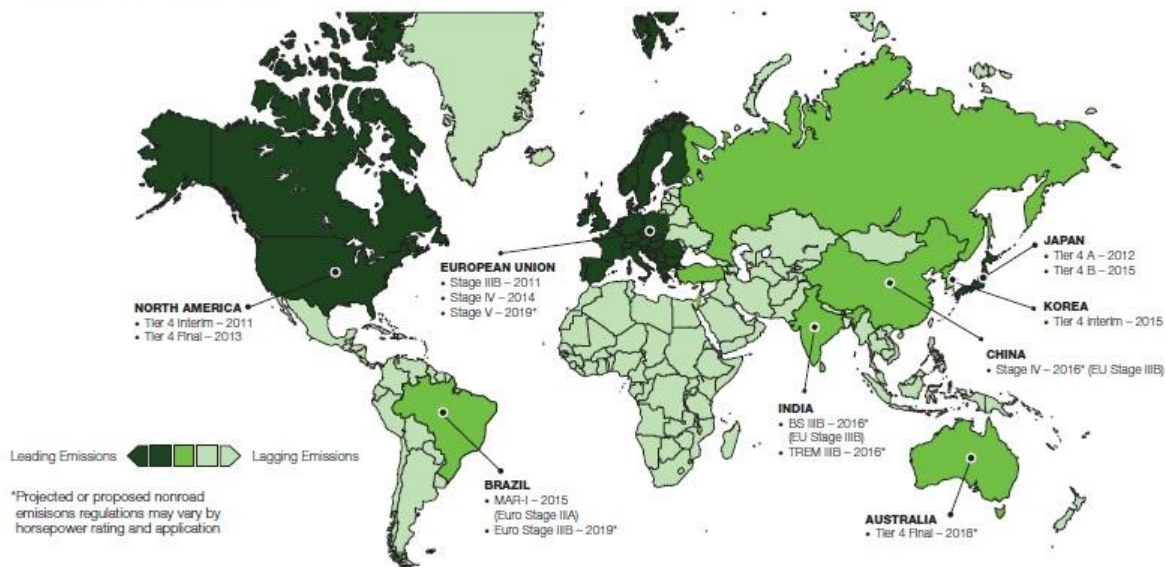 NORTH AMERICA
• Tier 4 Interim – 2011
• Tier 4 Final – 2013
EUROPEAN UNION
• Stage IIIB – 2011
• Stage IV – 2014
• Stage V – 2019*
JAPAN
• Tier 4 A – 2012
• Tier 4 B – 2015
KOREA
• Tier 4 Interim – 2015
CHINA
• Stage IV – 2016* (EU Stage IIIB)
INDIA
• BS IIIB – 2016*
(EU Stage IIIB)
• TREM IIIB – 2016*
BRAZIL
• MAR-I – 2015
(Euro Stage IIIA)
• Euro Stage IIIB – 2019*
AUSTRALIA
• Tier 4 Final – 2018*
Leading Emissions
Lagging Emissions
*Projected or proposed nonroad
emisisons regulations may vary by
horsepower rating and application